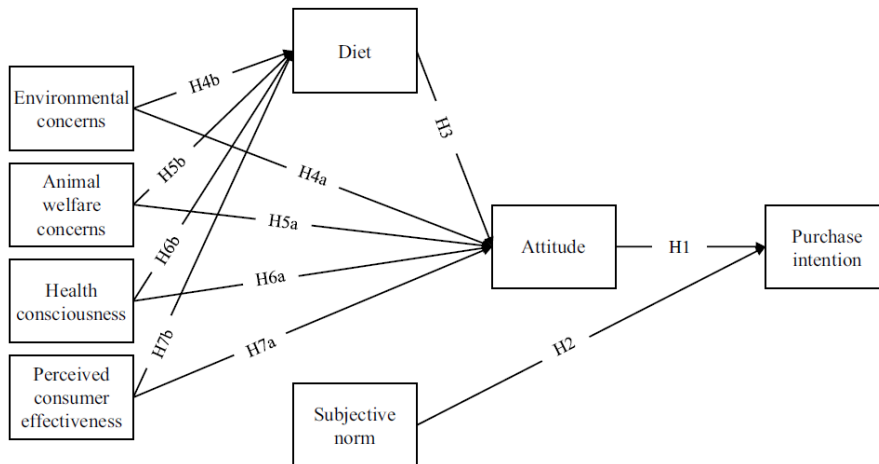 Diet
Environmental
concerns
Animal
welfare
concerns
Health
consciousness
Perceived
consumer
effectiveness
H4b
H5b
H6b
H7b
H4a
H5a
H6a
H7a
H3
Attitude
H1
Purchase
intention
H2
Subjective
norm